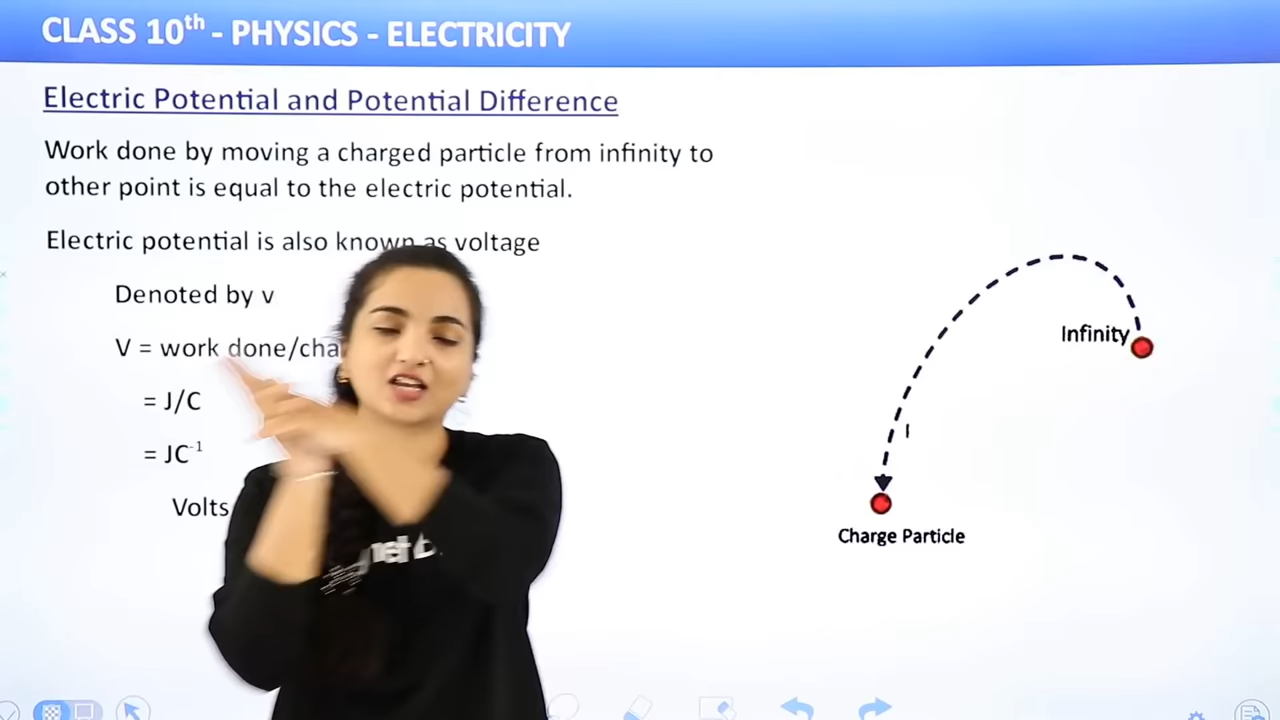 CLASS 10th - PHYSICS - ELECTRICITY
Electric Potential and Potential Difference
Work done by moving a charged particle from infinity to
other point is equal to the electric potential.
Electric potential is also known as voltage
Denoted by v
V = work done/cha
= J/C
= JC-1
Volts
Infinity
Charge Particle